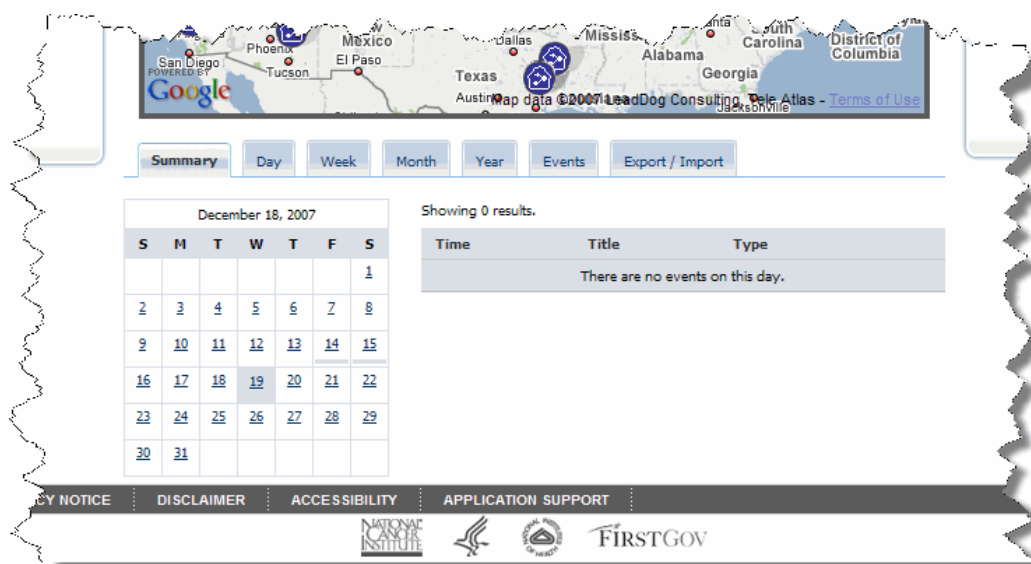 Phoenix
Mexico
Dallas
Carolina
District of
Columbia
San Diego
El Paso
Alabama
POWERED BY
Tucson
Texas
Georgia
Google
Map data ©2007 LeadDog Consulting, Tele Atlas - Terms of Use
Jacksonville
Summary Day Week Month Year Events Export / Import
December 18, 2007
Showing 0 results.
S M T W T F S
Time Title Type
1
There are no events on this day.
2 3 4 5 6 7 8
9 10 11 12 13 14 15
16 17 18 19 20 21 22
23 24 25 26 27 28 29
30 31
CY NOTICE DISCLAIMER ACCESSIBILITY APPLICATION SUPPORT
NATIONAL
CANCER
INSTITUTE
FIRSTGOV